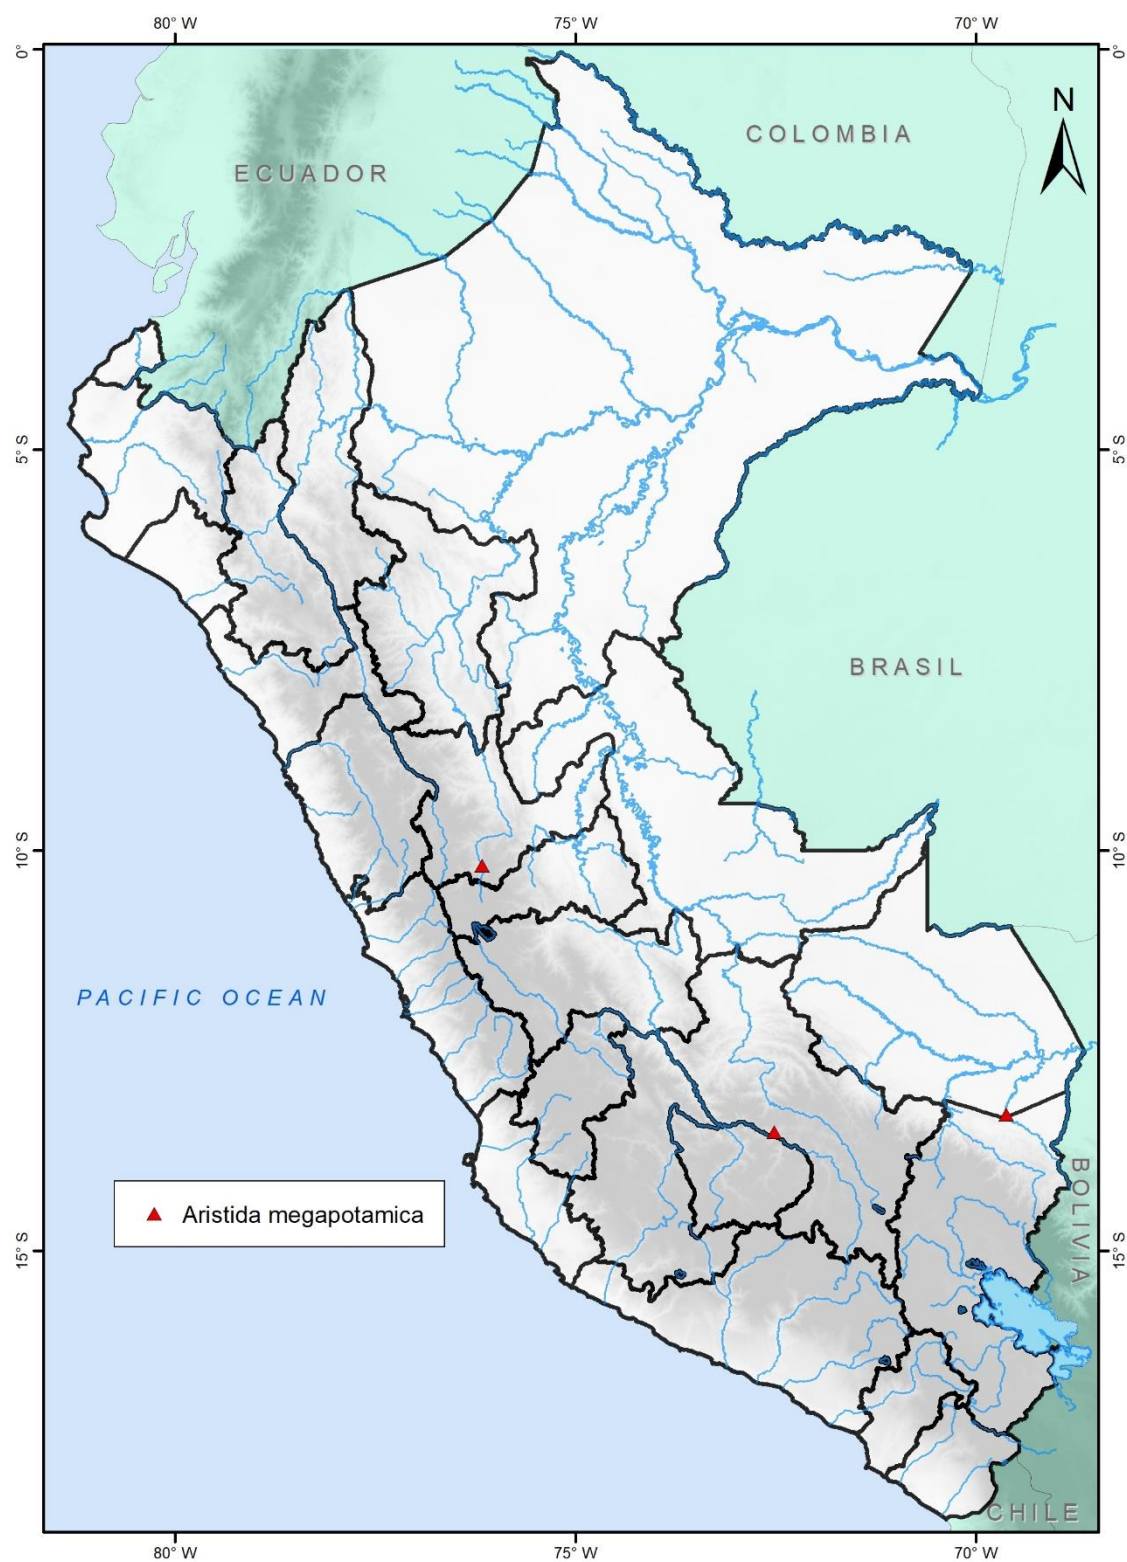 80° W 75° W 70° W
0° 0°
N
COLOMBIA
ECUADOR
5°S 5°S
BRASIL
10°S 10°S
PACIFIC OCEAN
BOLIVIA
Aristida megapotamica
15°S 15°S
CHILE
80° W 75° W 70° W